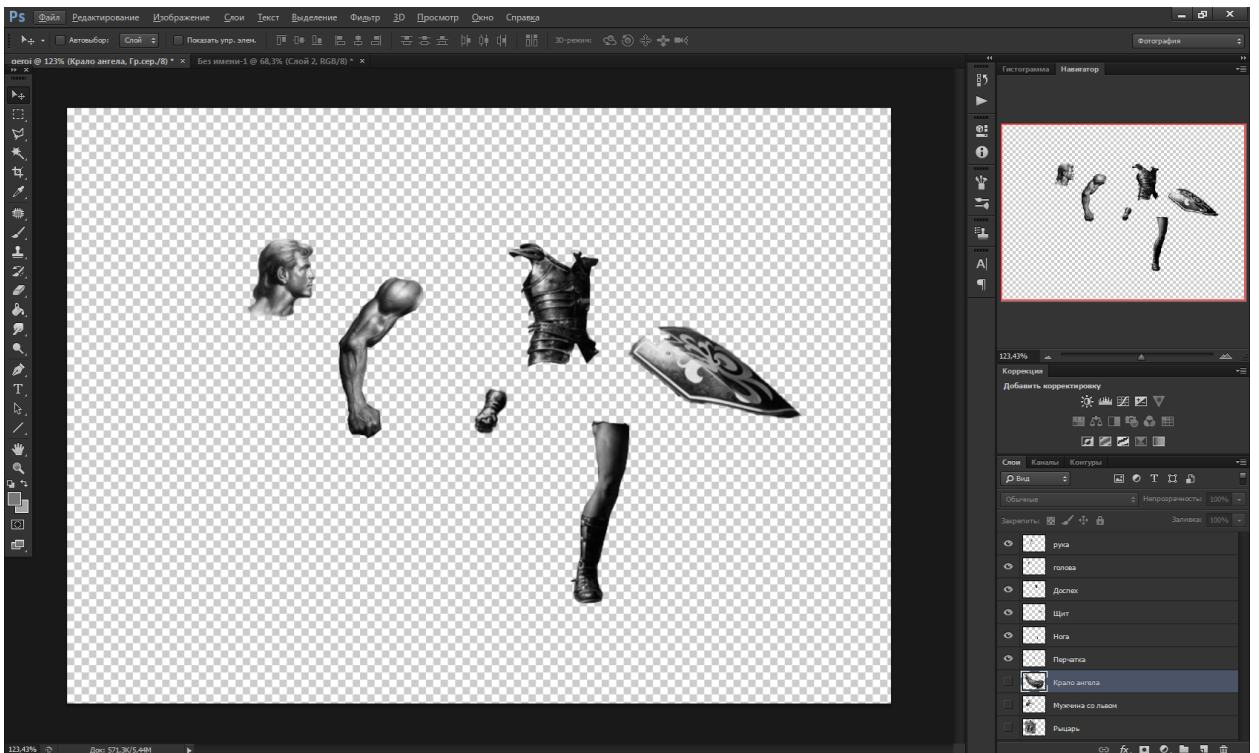 Ps Файл Редактирование Изображение Слои Текст Выделение Фильтр 3D Просмотр Окно Справка
Автовыбор: Слой Показать упр. элен. 3D-режим: Фотография
geroi @ 123% (Крало ангела, Гр.сер./8) * × Без имени-1 @ 68,3% (Слой 2, RGB/8) * ×
Гистограмма Навигатор
123,43%
Коррекция
Добавить корректировку
Слои Каналы Контуры
Вид
Обычные Непрозрачность: 100%
Закрепить: Заливка: 100%
рука
голова
Доспех
Щит
Нога
Перчатка
Крало ангела
Мужчина со львом
Рыцарь
123,43% Док: 571,3K/5,44M